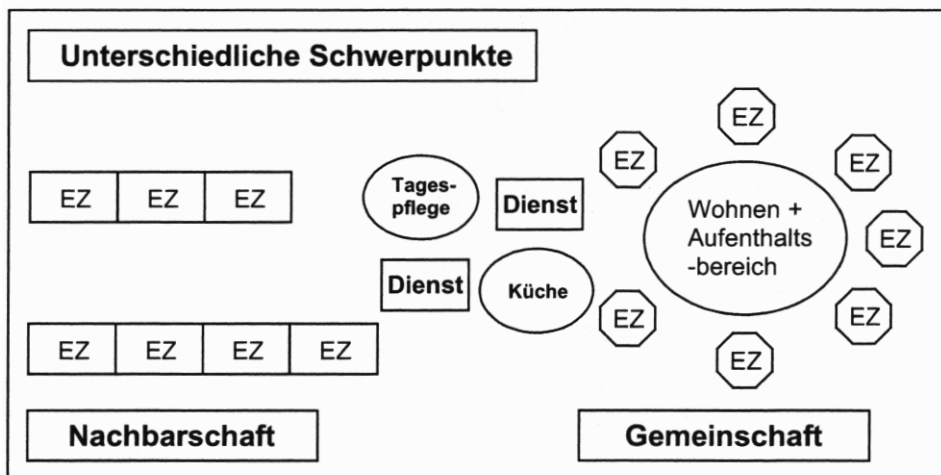 Unterschiedliche Schwerpunkte
EZ
EZ
EZ
EZ
EZ
EZ
EZ
Tages-
pflege
Dienst
Wohnen +
Aufenthalts
-bereich
EZ
Dienst
Küche
EZ
EZ
EZ
EZ
EZ
EZ
EZ
Nachbarschaft
Gemeinschaft